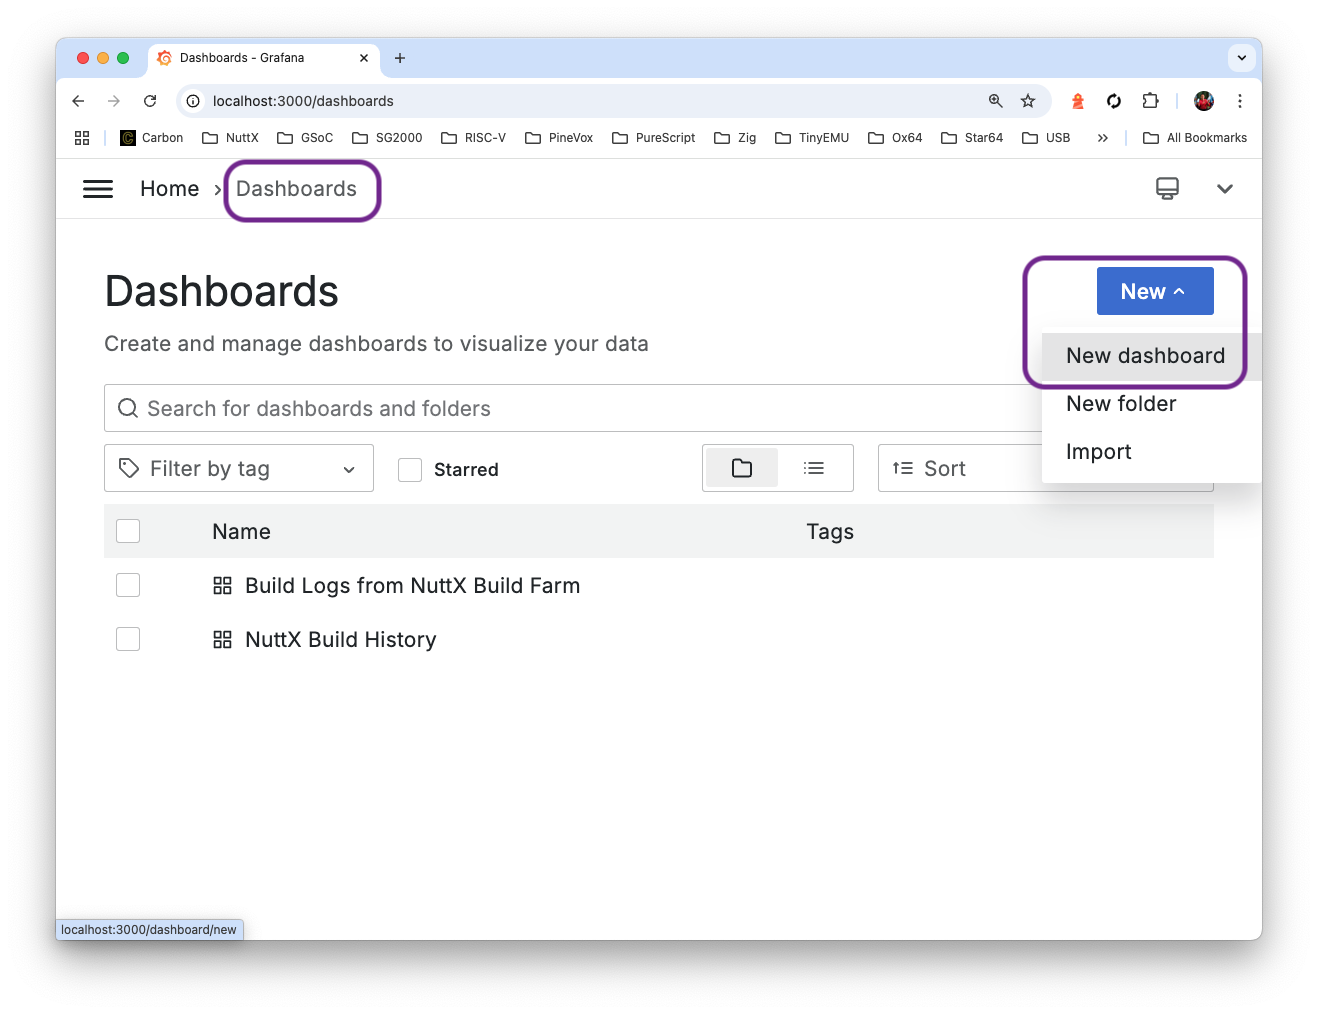 Dashboards - Grafana
localhost:3000/dashboards
Carbon NuttX GSoC SG2000 RISC-V PineVox PureScript Zig TinyEMU Ox64 Star64 USB » All Bookmarks
Home › Dashboards
Dashboards
New
Create and manage dashboards to visualize your data
New dashboard
Search for dashboards and folders
New folder
Import
Filter by tag Starred Sort
Name Tags
Build Logs from NuttX Build Farm
NuttX Build History
localhost:3000/dashboard/new